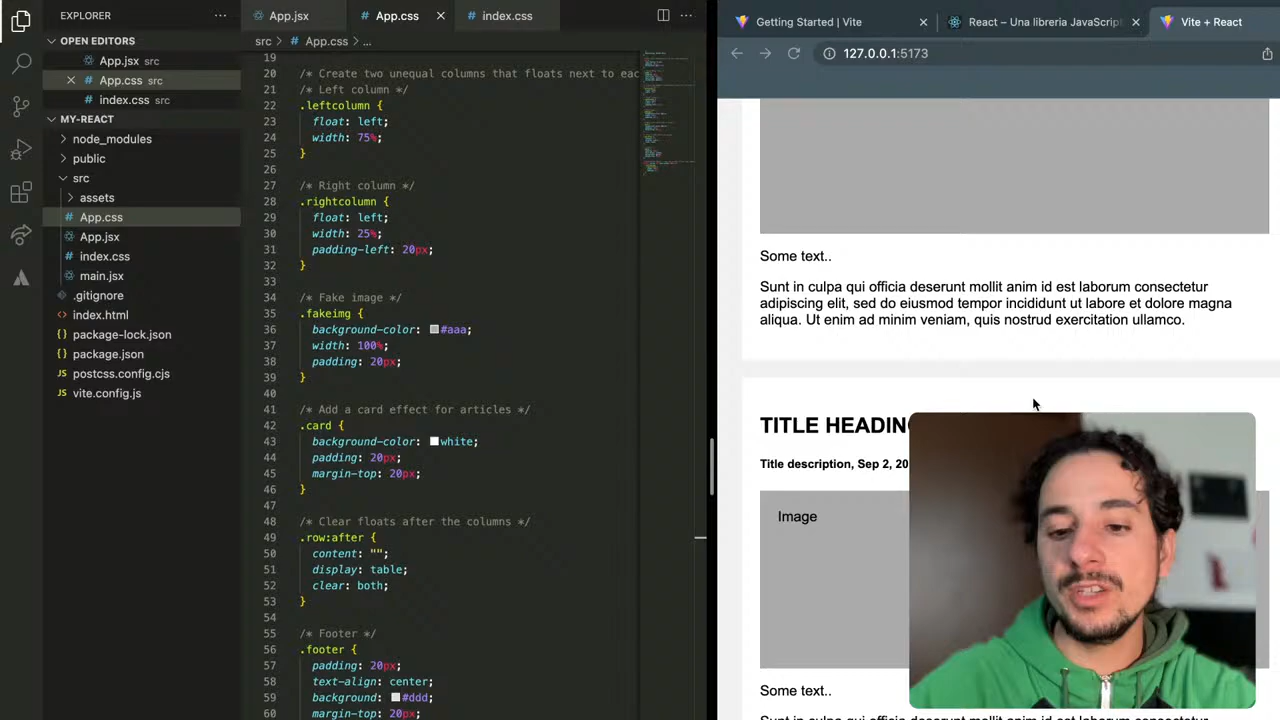 EXPLORER
OPEN EDITORS
App.jsx src
App.css src
index.css src
MY-REACT
node_modules
public
src
assets
App.css
App.jsx
index.css
main.jsx
.gitignore
index.html
package-lock.json
package.json
postcss.config.cjs
vite.config.js
App.jsx
App.css
index.css
src > App.css > ...
19
20 /* Create two unequal columns that floats next to eac
21 /* Left column */
22 .leftcolumn {
23 float: left;
24 width: 75%;
25 }
26
27 /* Right column */
28 .rightcolumn {
29 float: left;
30 width: 25%;
31 padding-left: 20px;
32 }
33
34 /* Fake image */
35 .fakeimg {
36 background-color: #aaa;
37 width: 100%;
38 padding: 20px;
39 }
40
41 /* Add a card effect for articles */
42 .card {
43 background-color: white;
44 padding: 20px;
45 margin-top: 20px;
46 }
47
48 /* Clear floats after the columns */
49 .row:after {
50 content: "";
51 display: table;
52 clear: both;
53 }
54
55 /* Footer */
56 .footer {
57 padding: 20px;
58 text-align: center;
59 background: #ddd;
60 margin-top: 20px;
Getting Started | Vite
React – Una libreria JavaScript
Vite + React
127.0.0.1:5173
Some text..
Sunt in culpa qui officia deserunt mollit anim id est laborum consectetur
adipiscing elit, sed do eiusmod tempor incididunt ut labore et dolore magna
aliqua. Ut enim ad minim veniam, quis nostrud exercitation ullamco.
TITLE HEADING
Title description, Sep 2, 20
Image
Some text..